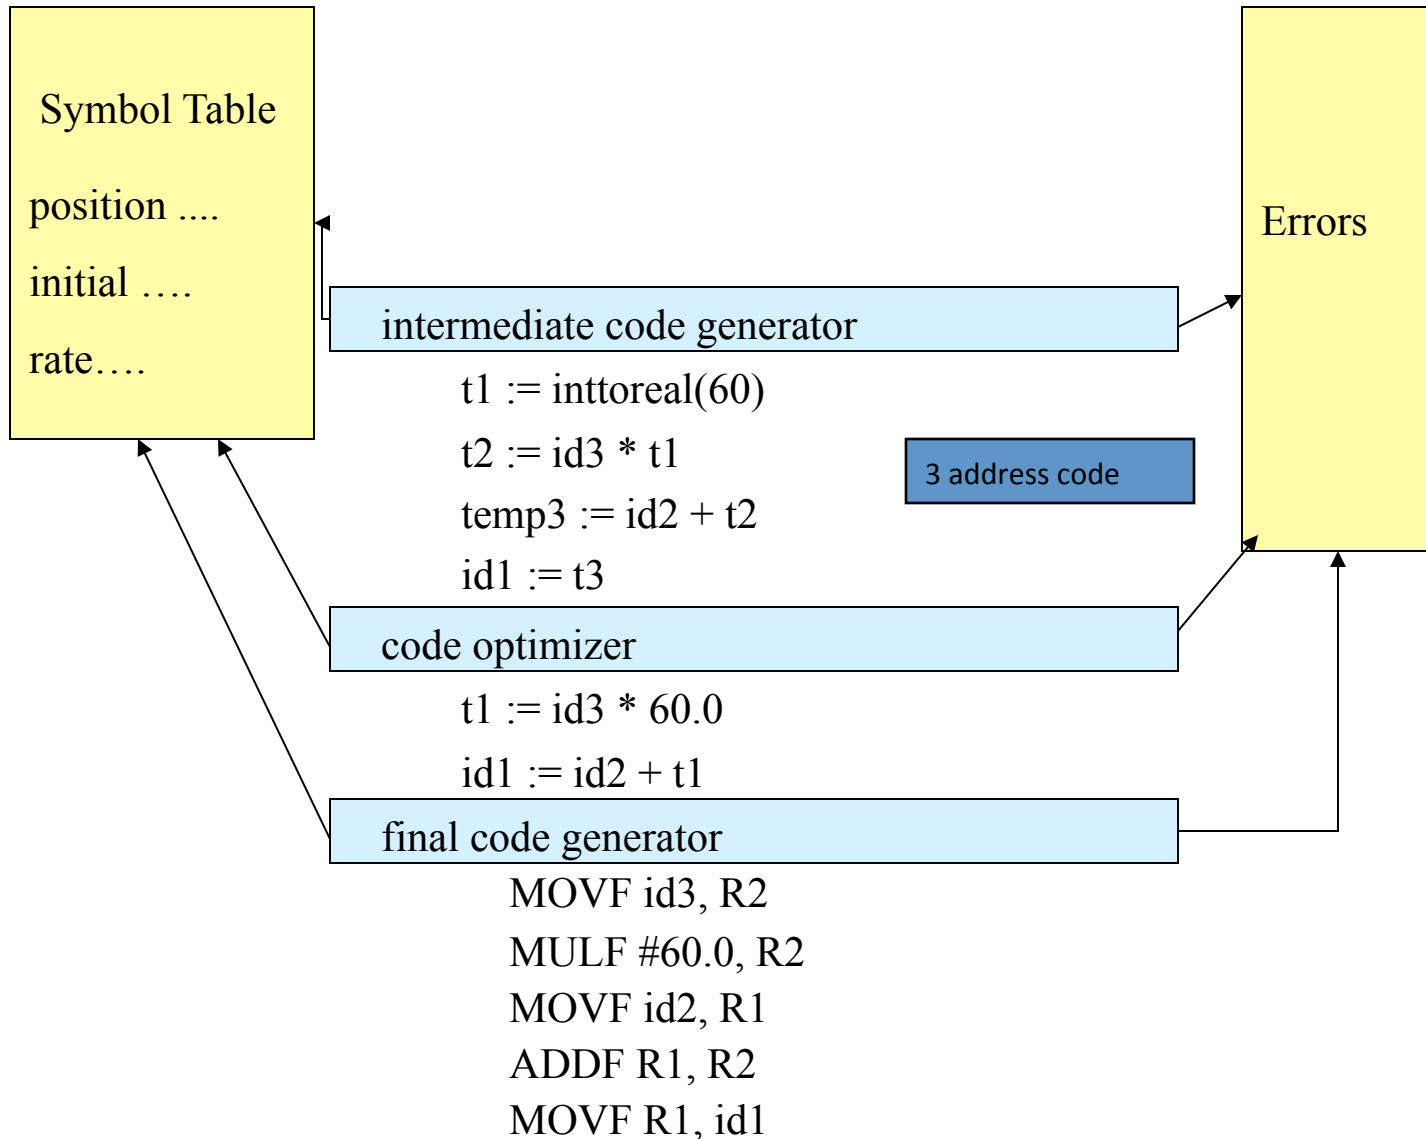 Symbol Table
position ....
initial ....
rate....
Errors
intermediate code generator
t1 := inttoreal(60)
t2 := id3 * t1
temp3 := id2 + t2
id1 := t3
3 address code
code optimizer
t1 := id3 * 60.0
id1 := id2 + t1
final code generator
MOVF id3, R2
MULF #60.0, R2
MOVF id2, R1
ADDF R1, R2
MOVF R1, id1